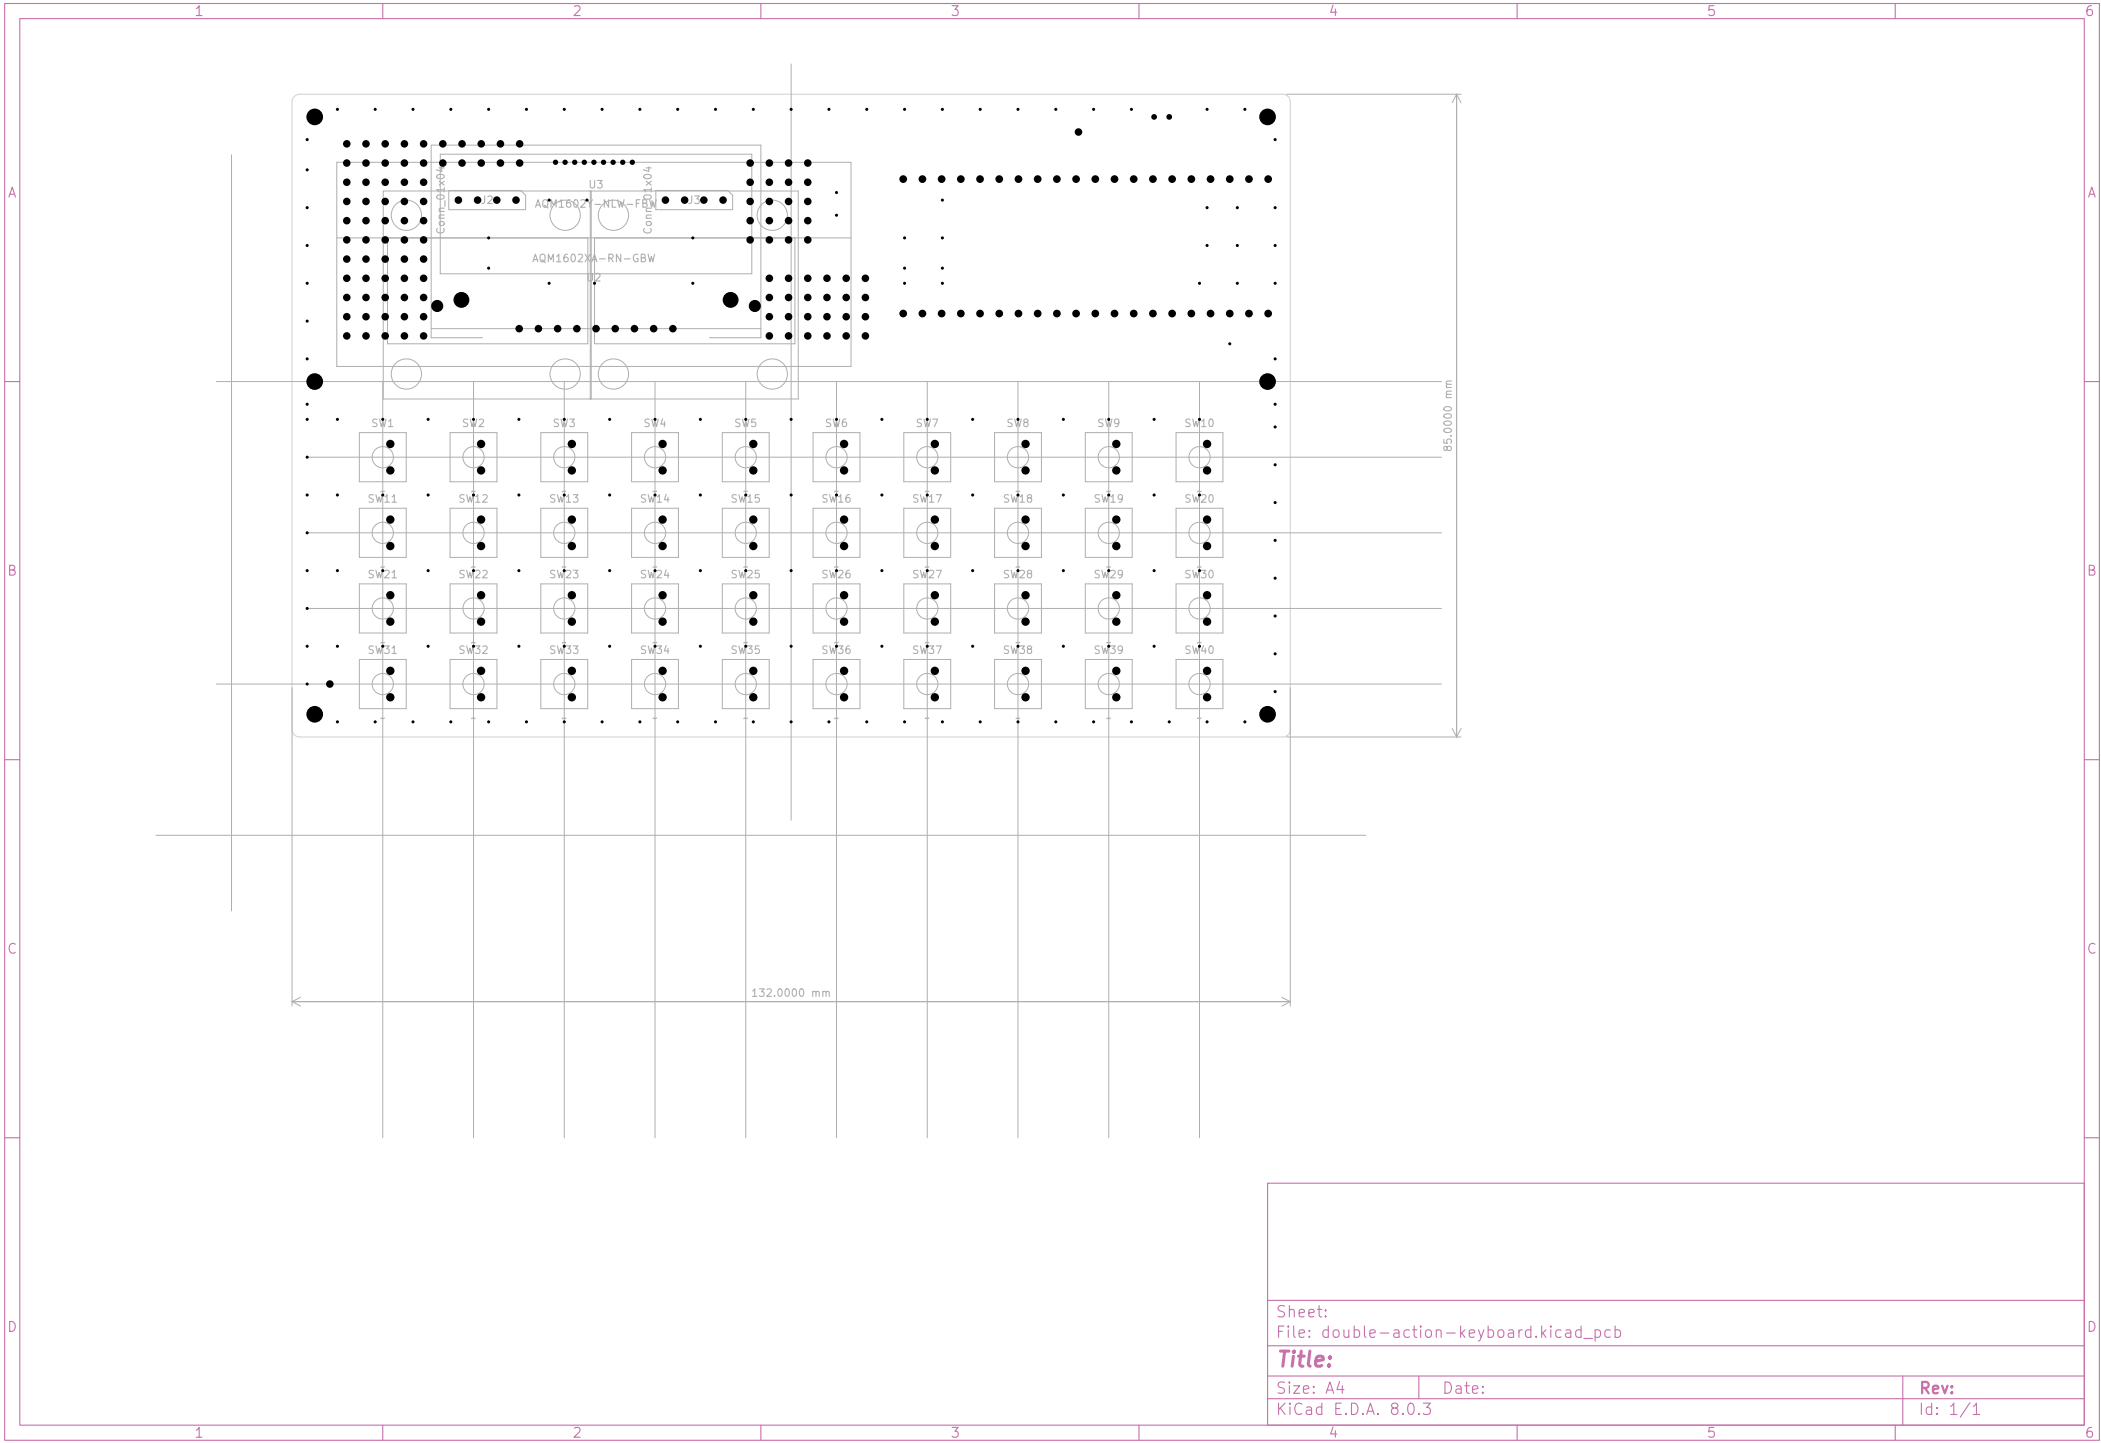 1 2 3 4 5 6
A A
Conn_01x04
Conn_01x04
U3
J2
AQM1602Y-NLW-FBW
J3
AQM1602XA-RN-GBW
U2
85.0000 mm
SW1 SW2 SW3 SW4 SW5 SW6 SW7 SW8 SW9 SW10
SW11 SW12 SW13 SW14 SW15 SW16 SW17 SW18 SW19 SW20
B B
SW21 SW22 SW23 SW24 SW25 SW26 SW27 SW28 SW29 SW30
SW31 SW32 SW33 SW34 SW35 SW36 SW37 SW38 SW39 SW40
C C
132.0000 mm
D D
Sheet:
File: double-action-keyboard.kicad_pcb
Title:
Size: A4 Date: Rev:
KiCad E.D.A. 8.0.3 Id: 1/1
1 2 3 4 5 6